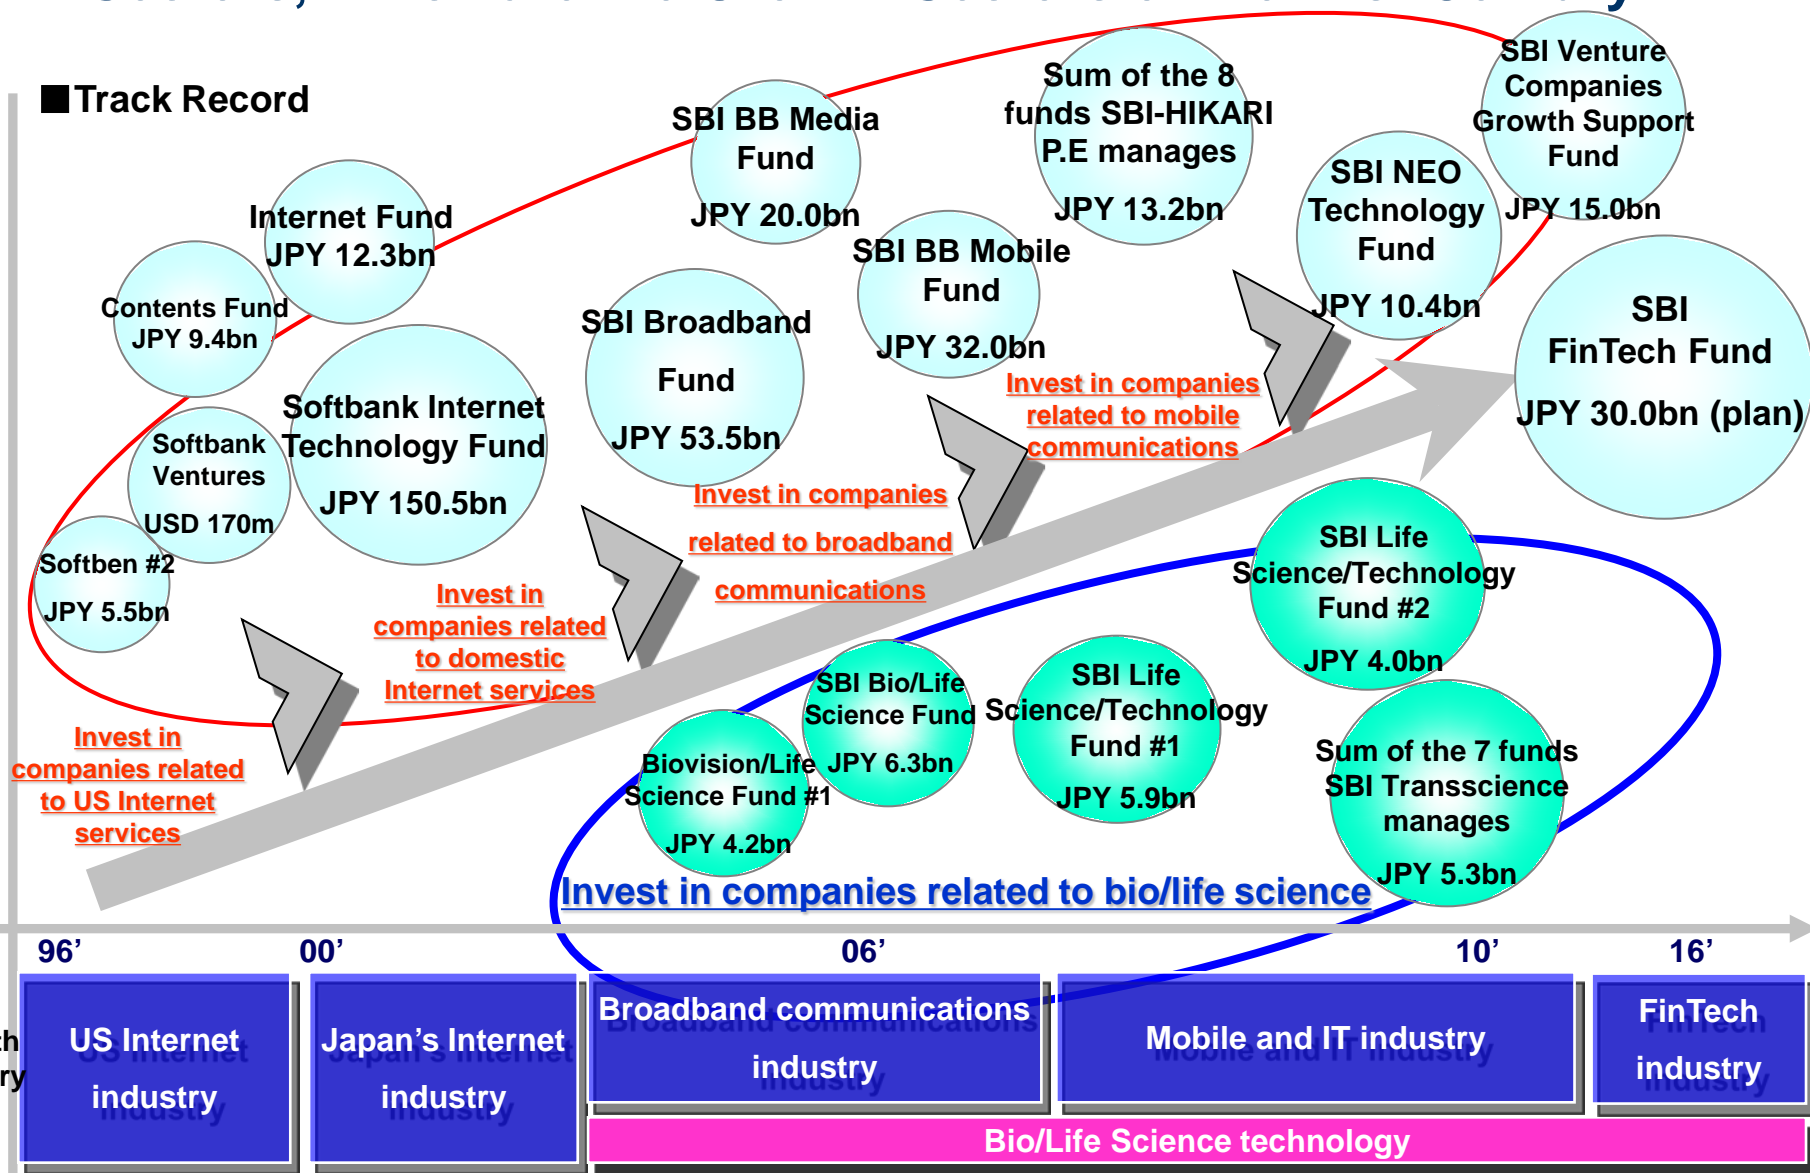 ■Track Record
SBI Venture
Companies
Growth Support
Fund
JPY 15.0bn
Sum of the 8
funds SBI-HIKARI
P.E manages
JPY 13.2bn
SBI BB Media
Fund
JPY 20.0bn
SBI NEO
Technology
Fund
JPY 10.4bn
Internet Fund
JPY 12.3bn
SBI BB Mobile
Fund
JPY 32.0bn
Contents Fund
JPY 9.4bn
SBI Broadband
Fund
JPY 53.5bn
SBI
FinTech Fund
JPY 30.0bn (plan)
Softbank Internet
Technology Fund
JPY 150.5bn
Softbank
Ventures
USD 170m
Softben #2
JPY 5.5bn
Invest in companies
related to mobile
communications
Invest in companies
related to broadband
communications
Invest in
companies related
to domestic
Internet services
Invest in
companies related
to US Internet
services
SBI Life
Science/Technology
Fund #2
JPY 4.0bn
SBI Bio/Life
Science Fund
JPY 6.3bn
SBI Life
Science/Technology
Fund #1
JPY 5.9bn
Biovision/Life
Science Fund #1
JPY 4.2bn
Sum of the 7 funds
SBI Transscience
manages
JPY 5.3bn
Invest in companies related to bio/life science
96’ 00’ 06’ 10’ 16’
US Internet
industry
Japan’s Internet
industry
Broadband communications
industry
Mobile and IT industry
FinTech
industry
Bio/Life Science technology